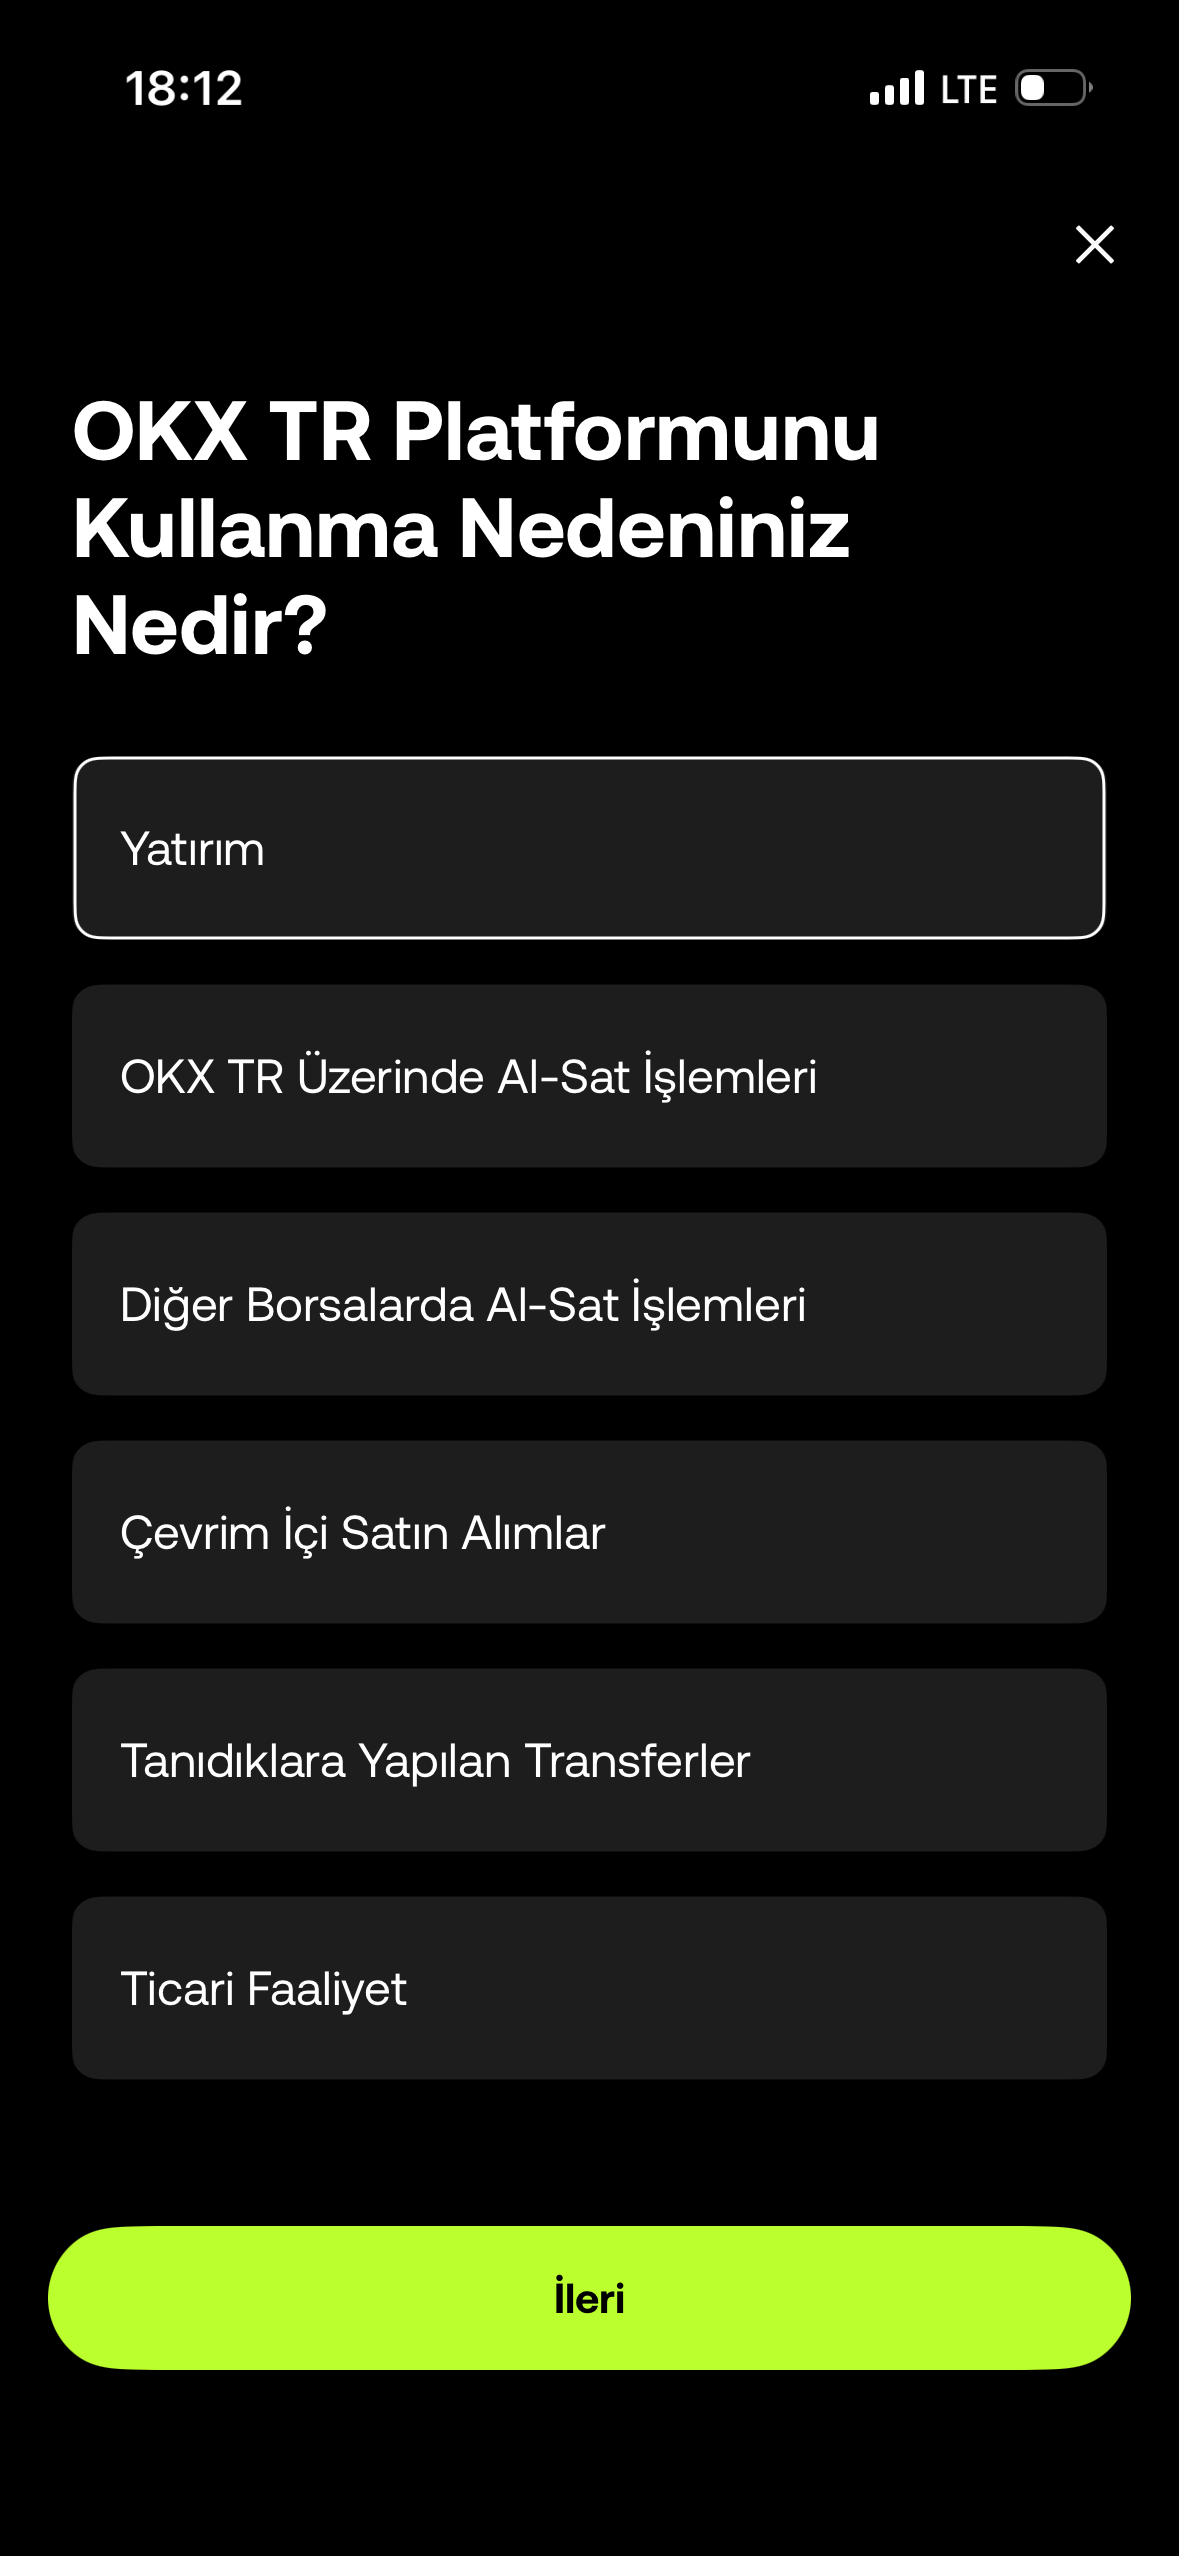 18:12
LTE
OKX TR Platformunu
Kullanma Nedeniniz
Nedir?
Yatırım
OKX TR Üzerinde Al-Sat İşlemleri
Diğer Borsalarda Al-Sat İşlemleri
Çevrim İçi Satın Alımlar
Tanıdıklara Yapılan Transferler
Ticari Faaliyet
İleri